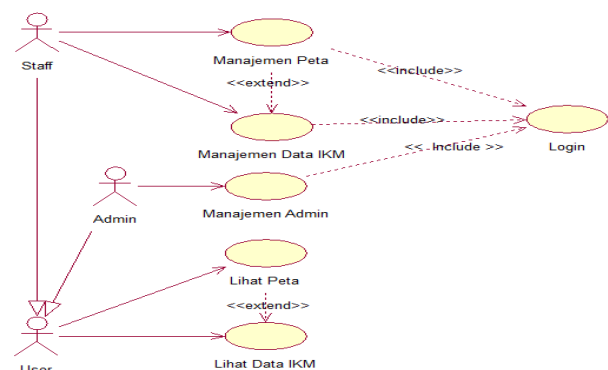 Staff
Manajemen Peta
<<extend>>
<<include>>
Manajemen Data IKM
<<include>>
Login
<< Include >>
Admin
Manajemen Admin
Lihat Peta
<<extend>>
User
Lihat Data IKM